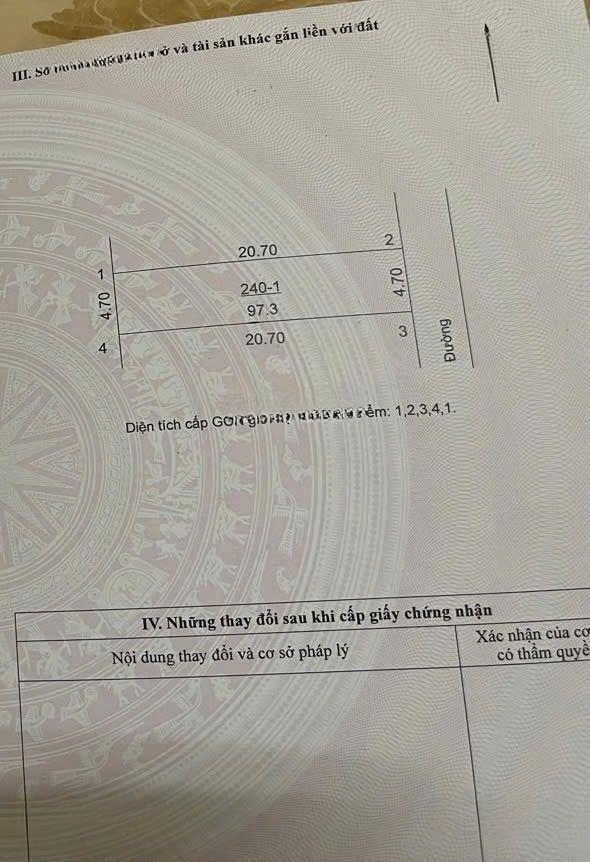 III. Sơ ở và tài sản khác gắn liền với đất
20.70
2
1
4.70
240-1
97.3
4.70
20.70
3
4
Đường
Diện tích cấp 1,2,3,4,1.
IV. Những thay đổi sau khi cấp giấy chứng nhận
Nội dung thay đổi và cơ sở pháp lý
Xác nhận của
có thẩm